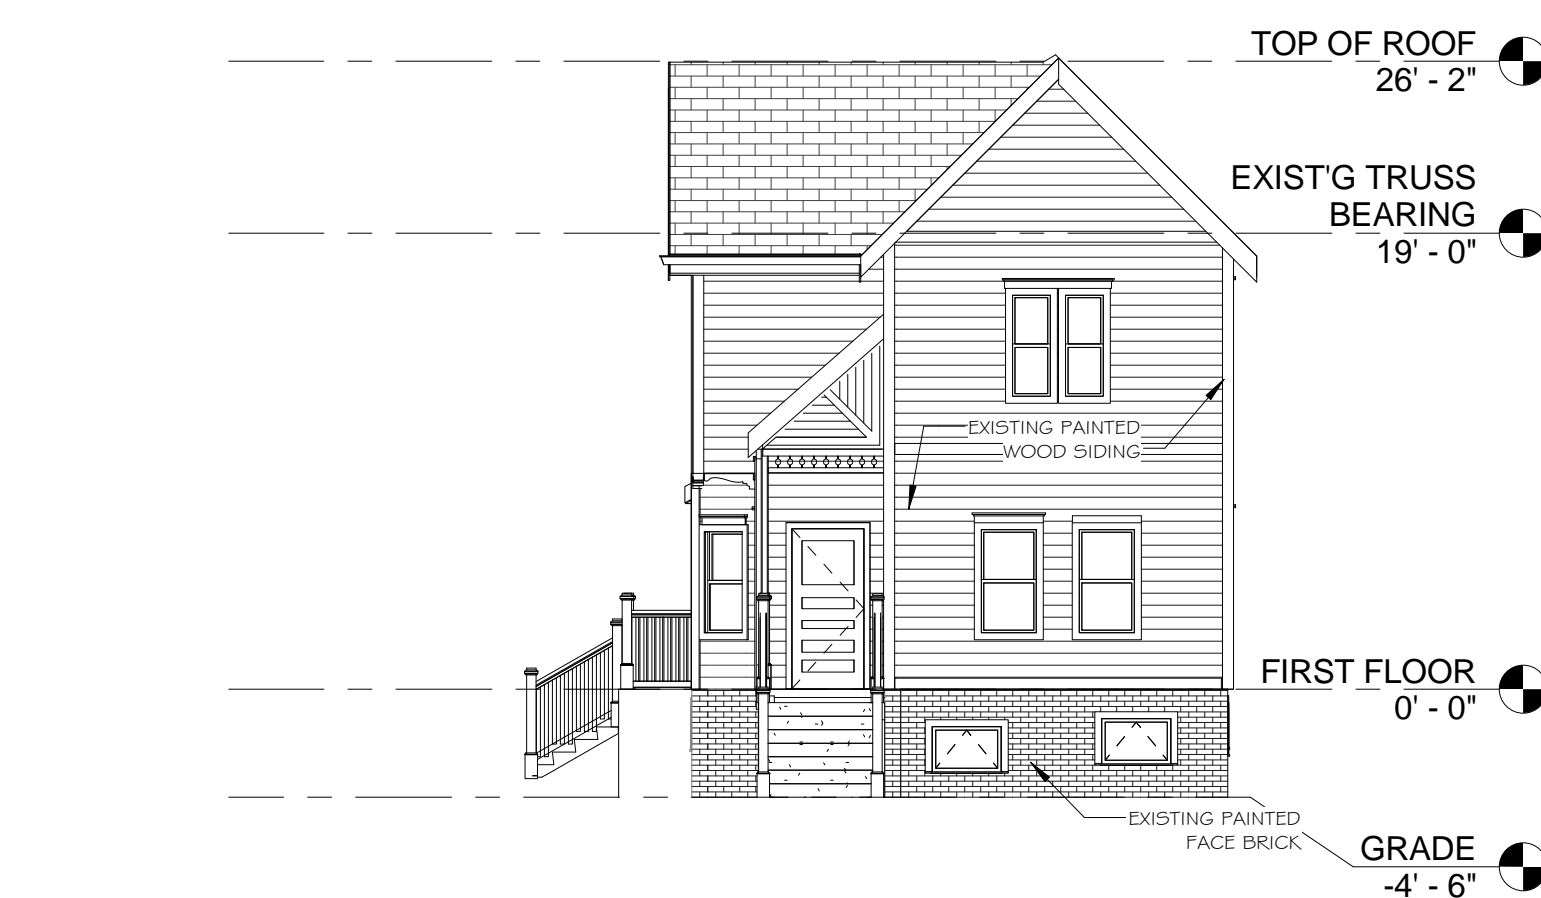 TOP OF ROOF
26' - 2"
EXIST'G TRUSS
BEARING
19' - 0"
EXISTING PAINTED
WOOD SIDING
FIRST FLOOR
0' - 0"
EXISTING PAINTED
FACE BRICK
GRADE
-4' - 6"